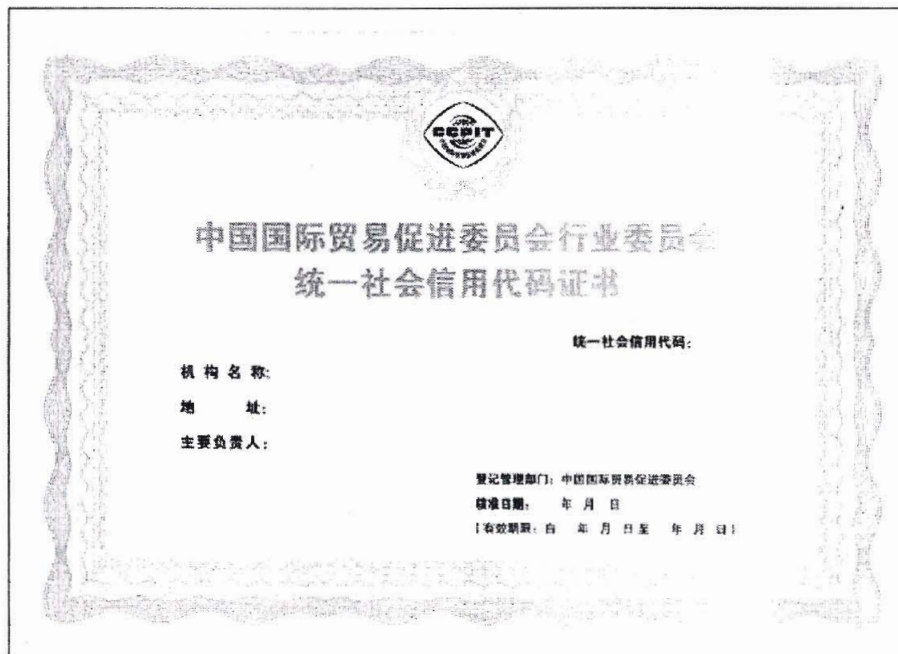 CCPIT
中国国际贸易促进委员会行业委员会
统一社会信用代码证书
统一社会信用代码:
机构名称:
地 址:
主要负责人:
登记管理部门: 中国国际贸易促进委员会
核准日期: 年 月 日
(有效期限: 自 年 月 日至 年 月 日)